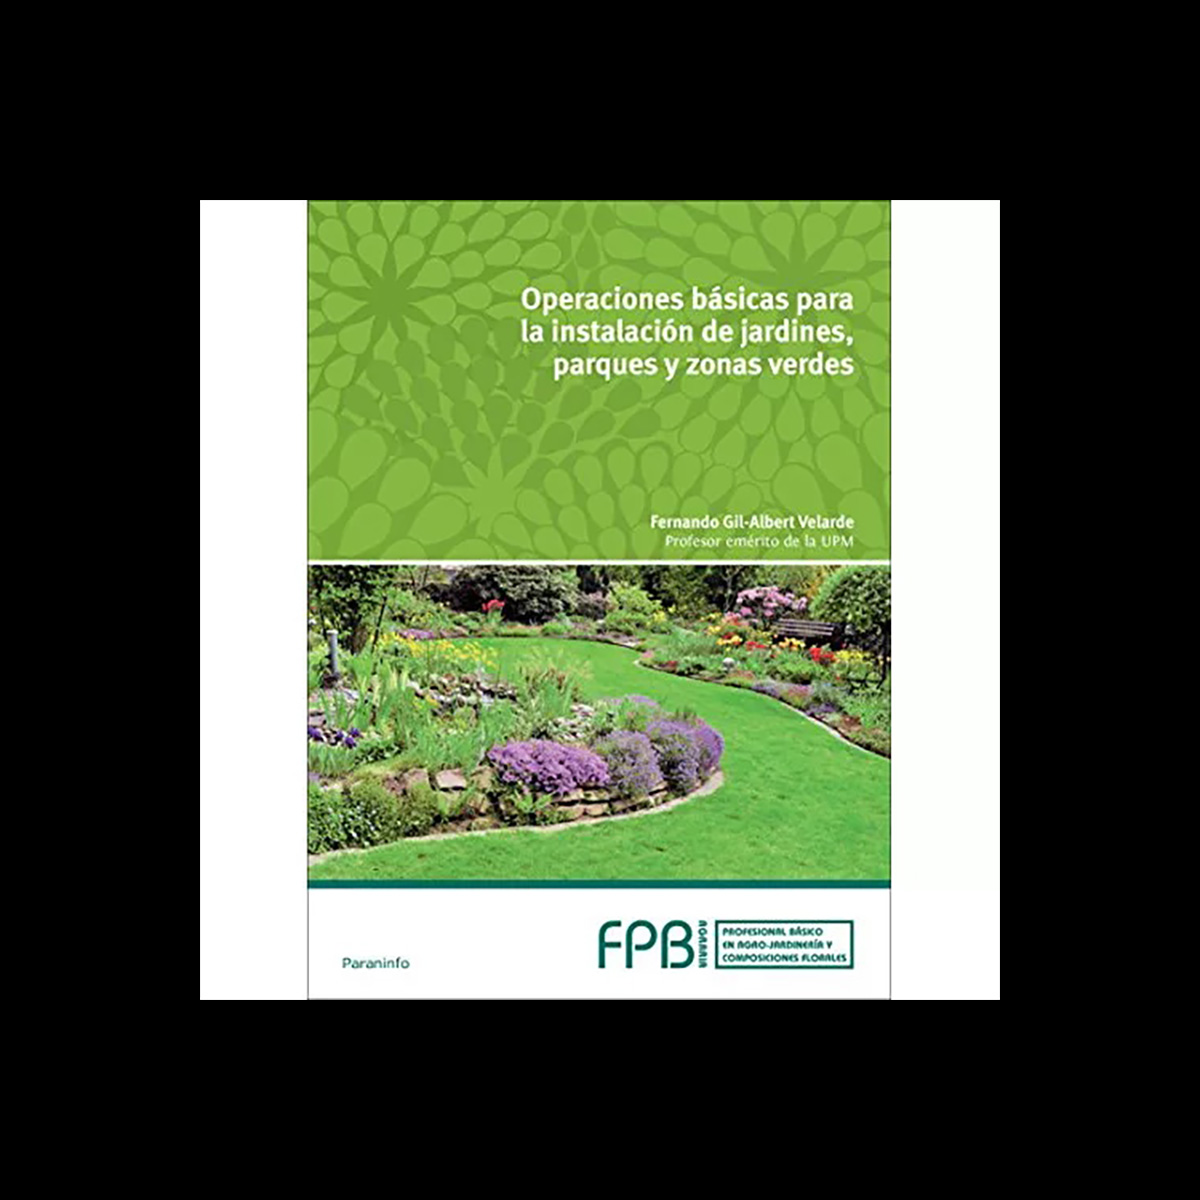 Operaciones básicas para
la instalación de jardines,
parques y zonas verdes
Fernando Gil-Albert Velarde
Profesor emérito de la UPM
FPB
AGRARIA
PROFESIONAL BÁSICO
EN AGRO-JARDINERÍA Y
COMPOSICIONES FLORALES
Paraninfo